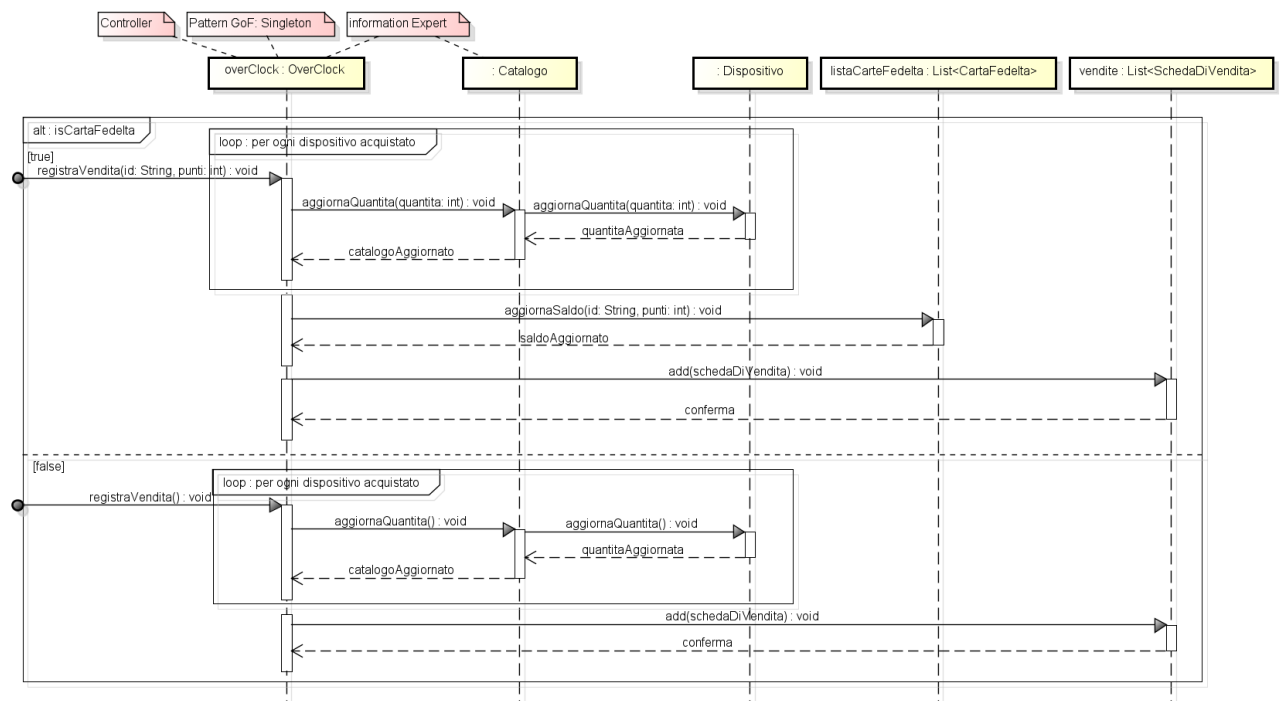 Controller
Pattern GoF: Singleton
information Expert
overClock : OverClock
: Catalogo
: Dispositivo
listaCarteFedelta : List<CartaFedelta>
vendite : List<SchedaDiVendita>
alt : isCartaFedelta
loop : per ogni dispositivo acquistato
[true]
registraVendita(id: String, punti: int) : void
aggiornaQuantita(quantita: int) : void
aggiornaQuantita(quantita: int) : void
quantitaAggiornata
catalogoAggiornato
aggiornaSaldo(id: String, punti: int) : void
saldoAggiornato
add(schedaDiVendita) : void
conferma
[false]
loop : per ogni dispositivo acquistato
registraVendita() : void
aggiornaQuantita() : void
aggiornaQuantita() : void
quantitaAggiornata
catalogoAggiornato
add(schedaDiVendita) : void
conferma